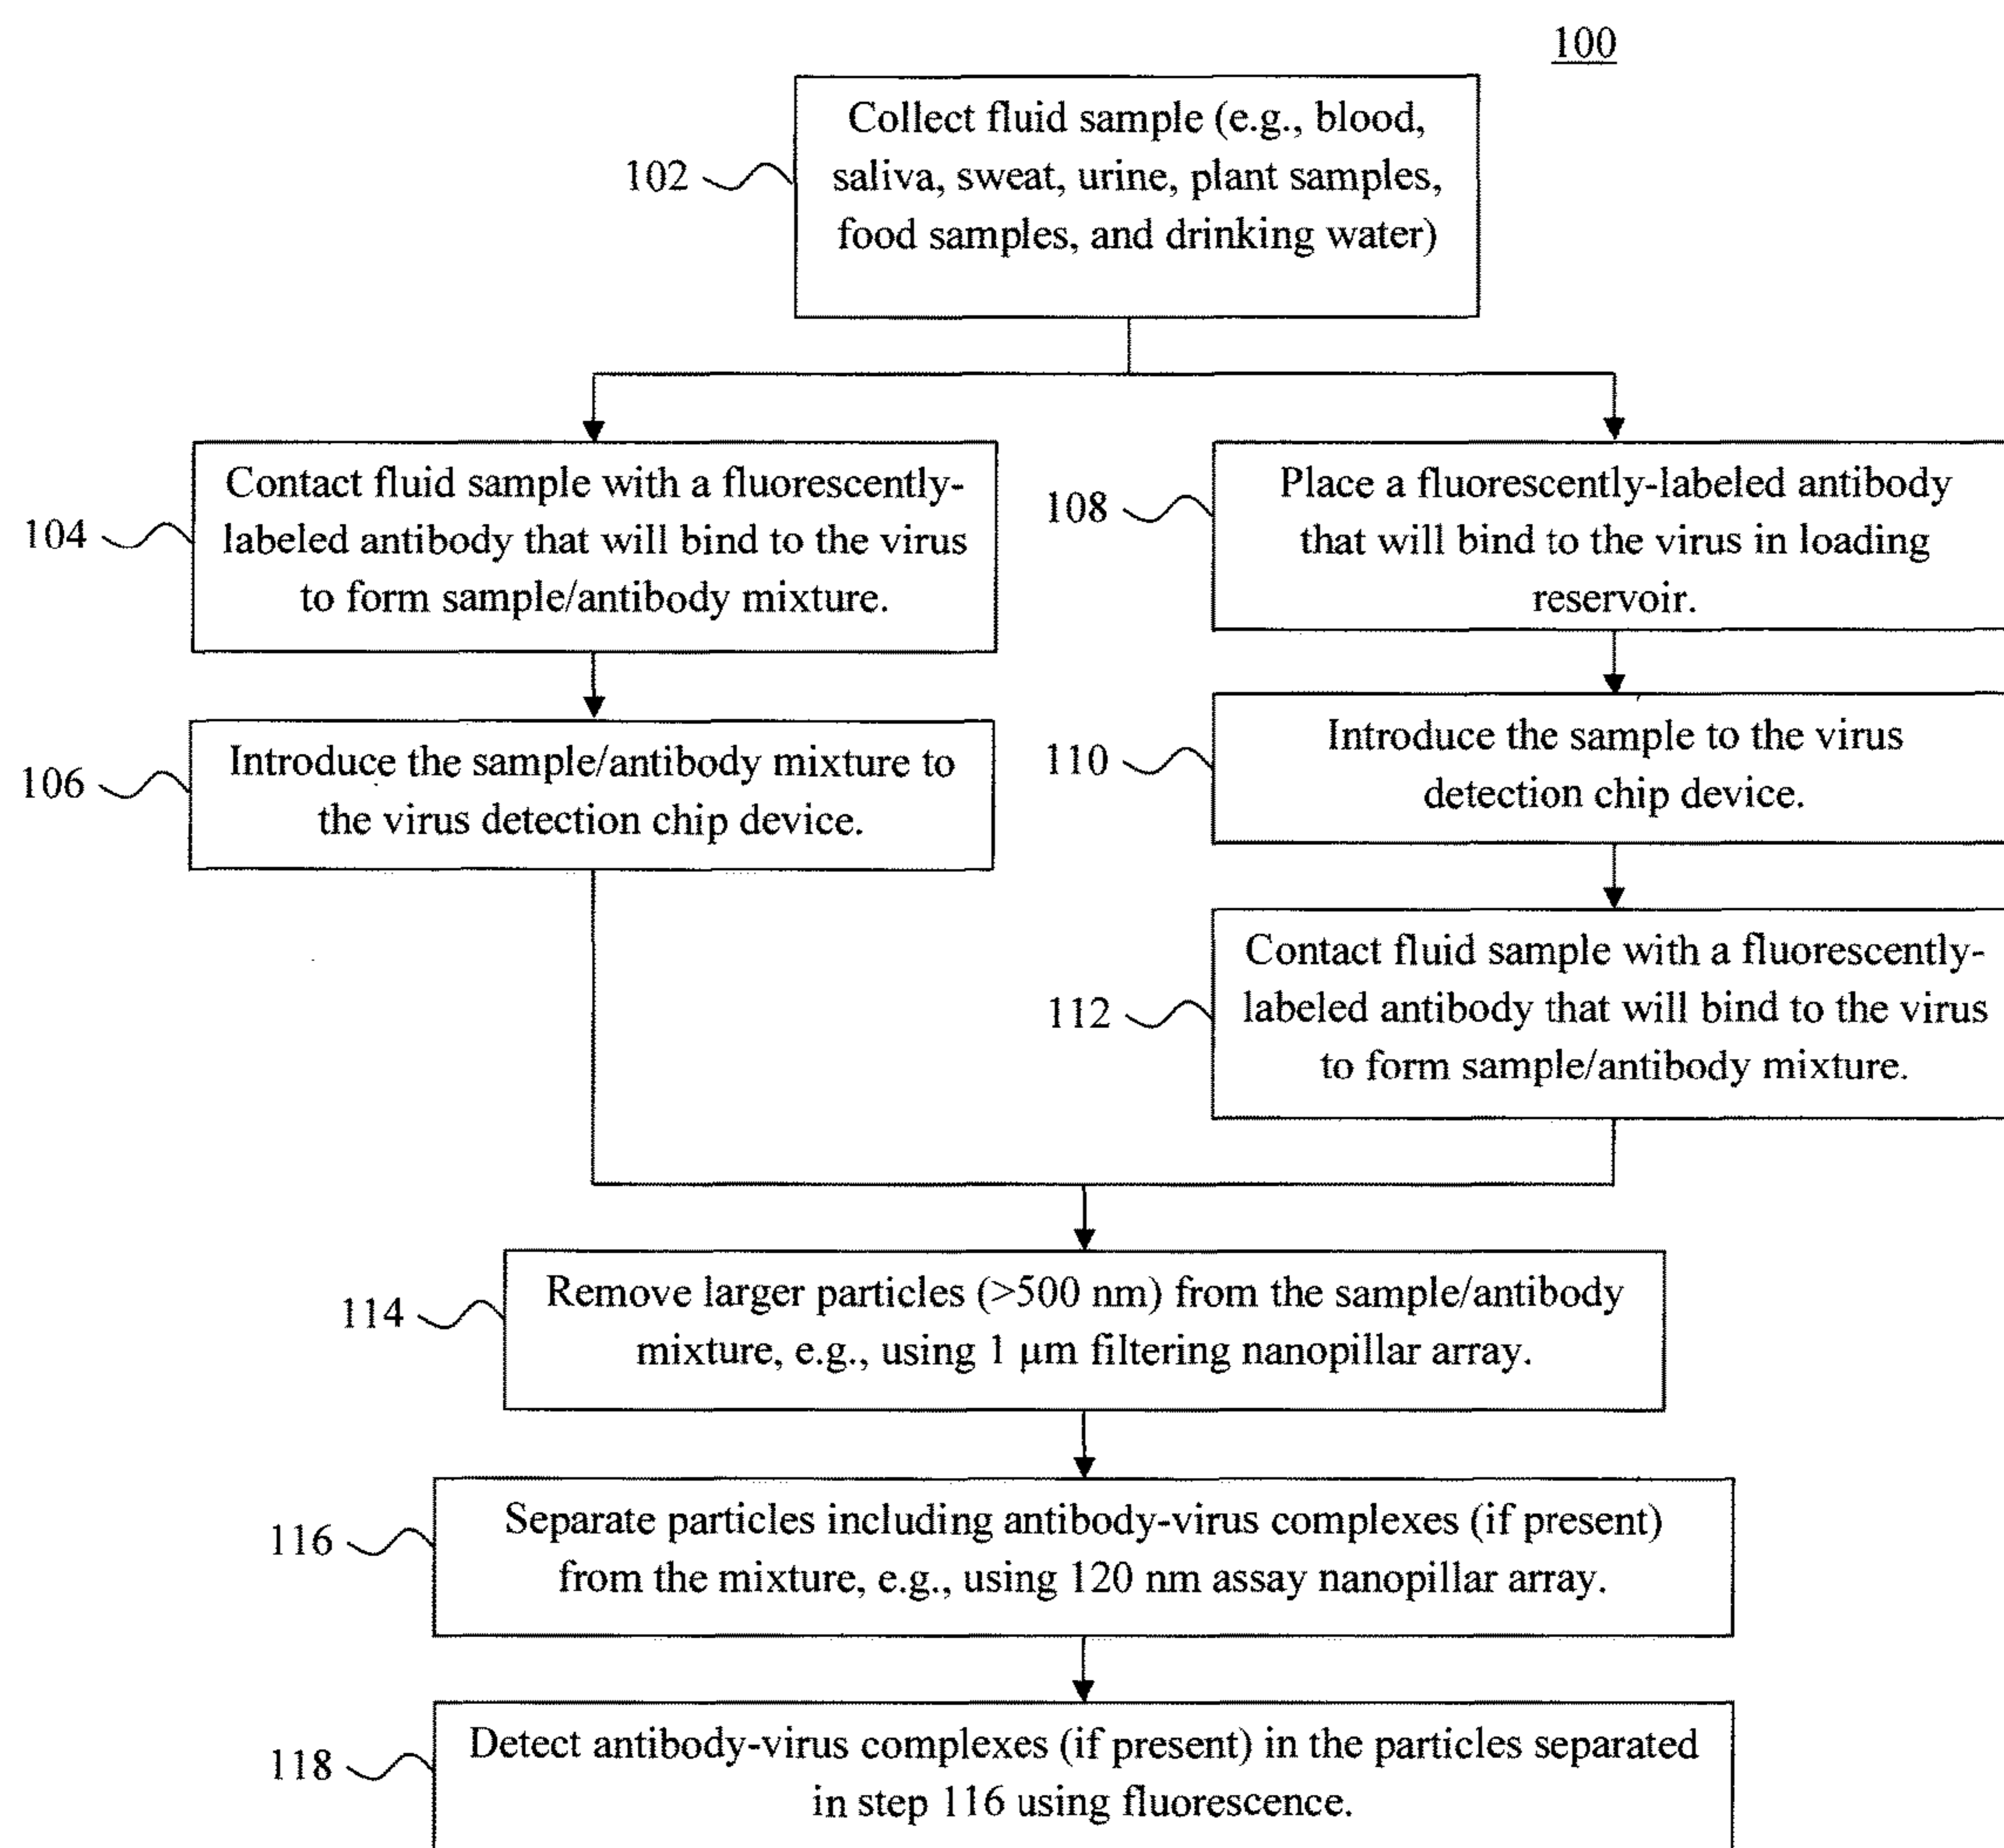 100
Collect fluid sample (e.g., blood,
saliva, sweat, urine, plant samples,
food samples, and drinking water)
102
Contact fluid sample with a fluorescently-
labeled antibody that will bind to the virus
to form sample/antibody mixture.
104
Introduce the sample/antibody mixture to
the virus detection chip device.
106
Place a fluorescently-labeled antibody
that will bind to the virus in loading
reservoir.
108
Introduce the sample to the virus
detection chip device.
110
Contact fluid sample with a fluorescently-
labeled antibody that will bind to the virus
to form sample/antibody mixture.
112
Remove larger particles (>500 nm) from the sample/antibody
mixture, e.g., using 1 μm filtering nanopillar array.
114
Separate particles including antibody-virus complexes (if present)
from the mixture, e.g., using 120 nm assay nanopillar array.
116
Detect antibody-virus complexes (if present) in the particles separated
in step 116 using fluorescence.
118